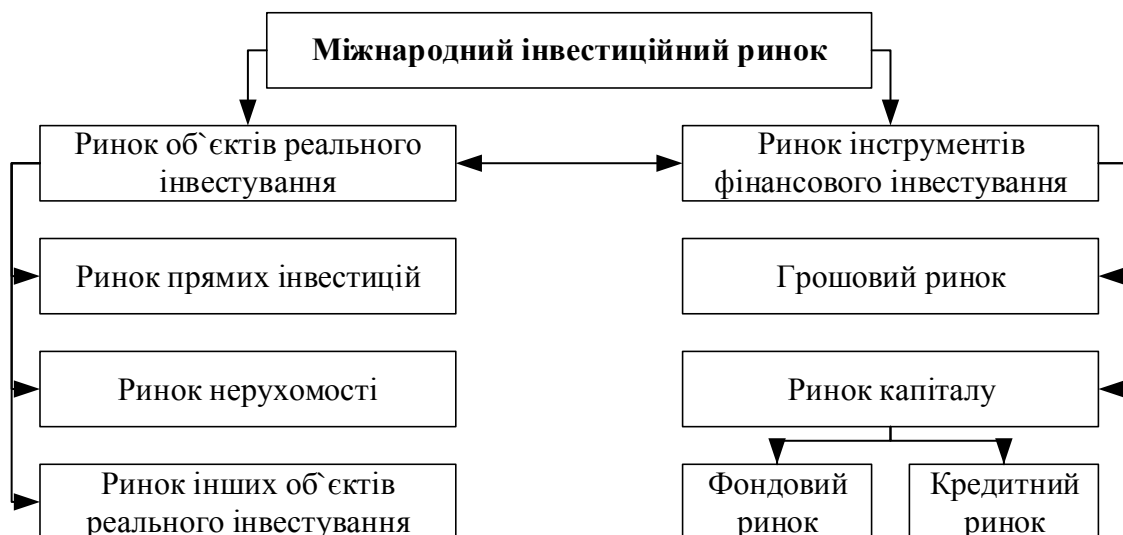 Міжнародний інвестиційний ринок
Ринок об`єктів реального
інвестування
Ринок інструментів
фінансового інвестування
Ринок прямих інвестицій
Грошовий ринок
Ринок нерухомості
Ринок капіталу
Ринок інших об`єктів
реального інвестування
Фондовий
ринок
Кредитний
ринок